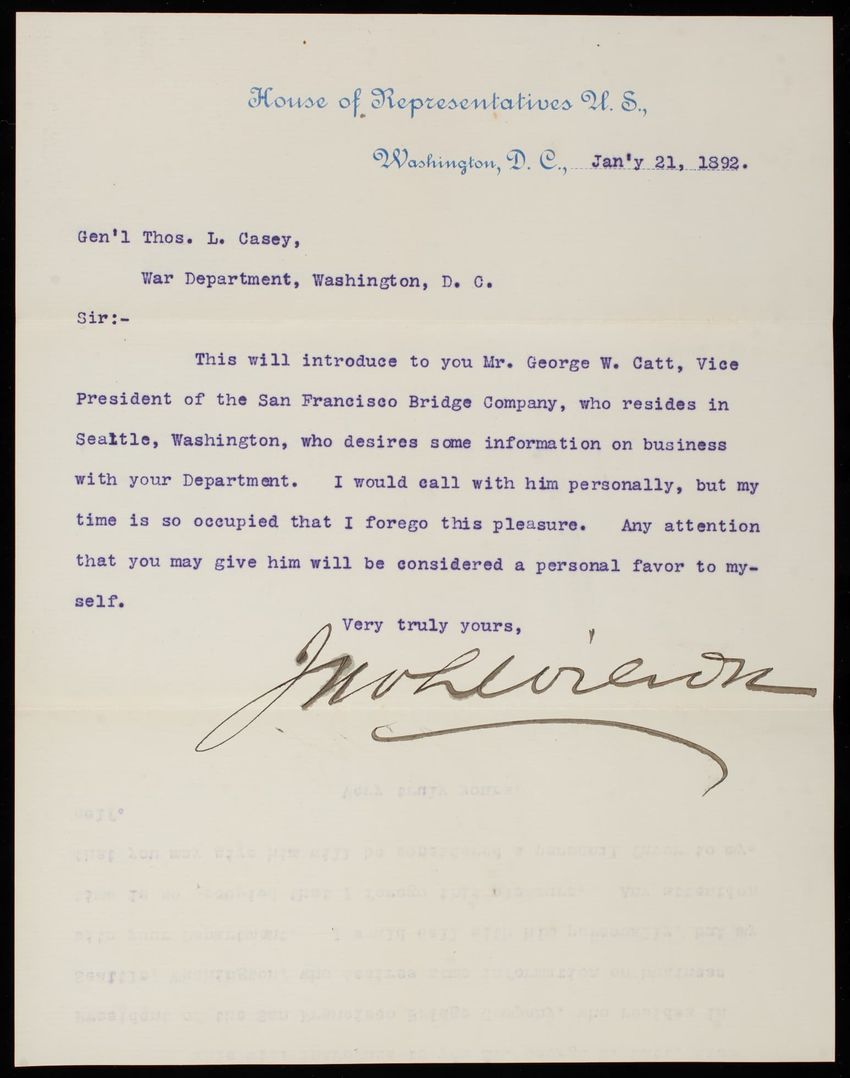 House of Representatives U. S.,
Washington, D. C., Jan'y 21, 1892.
Gen'l Thos. L. Casey,
War Department, Washington, D. C.
Sir:-
This will introduce to you Mr. George W. Catt, Vice
President of the San Francisco Bridge Company, who resides in
Seattle, Washington, who desires some information on business
with your Department. I would call with him personally, but my
time is so occupied that I forego this pleasure. Any attention
that you may give him will be considered a personal favor to my-
self.
Very truly yours,
Jno L Wilson